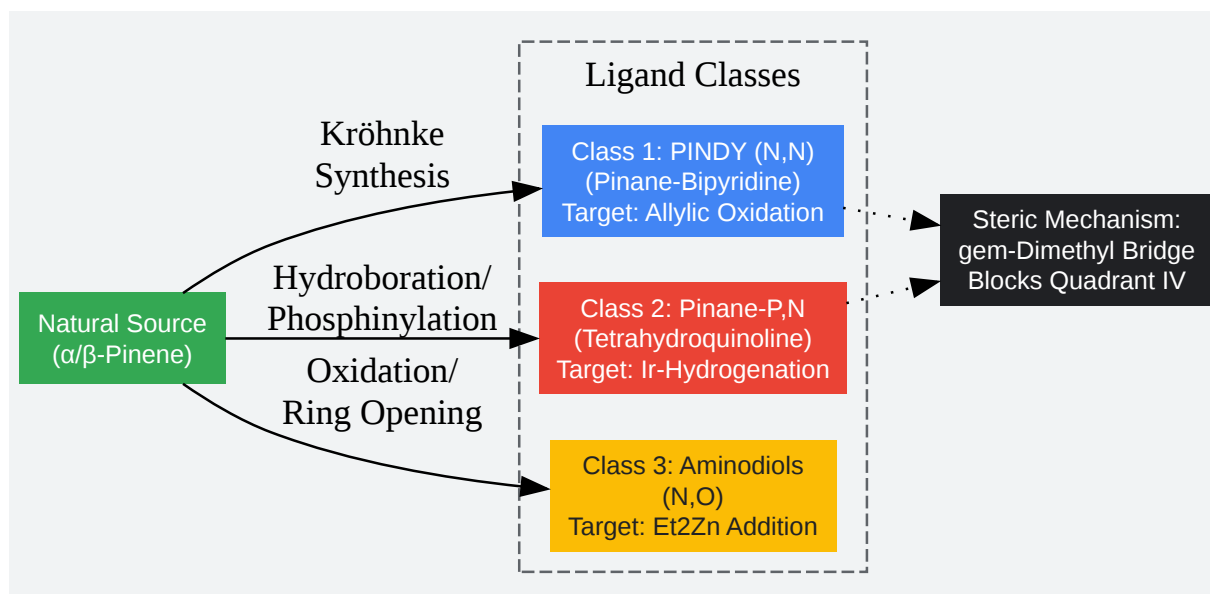 Ligand Classes
Kröhnke
Synthesis
Class 1: PINDY (N,N)
(Pinane-Bipyridine)
Target: Allylic Oxidation
Steric Mechanism:
gem-Dimethyl Bridge
Blocks Quadrant IV
Hydroboration/
Phosphinylation
Natural Source
(α/β-Pinene)
Class 2: Pinane-P,N
(Tetrahydroquinoline)
Target: Ir-Hydrogenation
Oxidation/
Ring Opening
Class 3: Aminodiols
(N,O)
Target: Et2Zn Addition